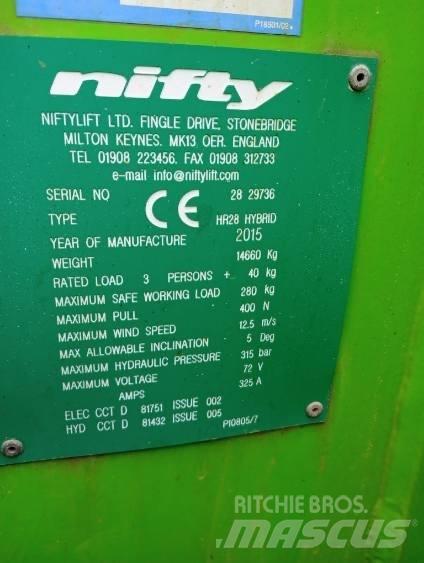 P18501/02
nifty
NIFTYLIFT LTD. FINGLE DRIVE, STONEBRIDGE
MILTON KEYNES. MK13 OER. ENGLAND
TEL 01908 223456. FAX 01908 312733
e-mail info@niftylift.com
SERIAL NO 28 29736
TYPE CE HR28 HYBRID
YEAR OF MANUFACTURE 2015
WEIGHT 14660 Kg
RATED LOAD 3 PERSONS + 40 kg
MAXIMUM SAFE WORKING LOAD 280 kg
MAXIMUM PULL 400 N
MAXIMUM WIND SPEED 12.5 m/s
MAX ALLOWABLE INCLINATION 5 Deg
MAXIMUM HYDRAULIC PRESSURE 315 bar
MAXIMUM VOLTAGE 72 V
AMPS 325 A
ELEC CCT D 81751 ISSUE 002
HYD CCT D 81432 ISSUE 005 P10805/7
RITCHIE BROS.
MASCUS